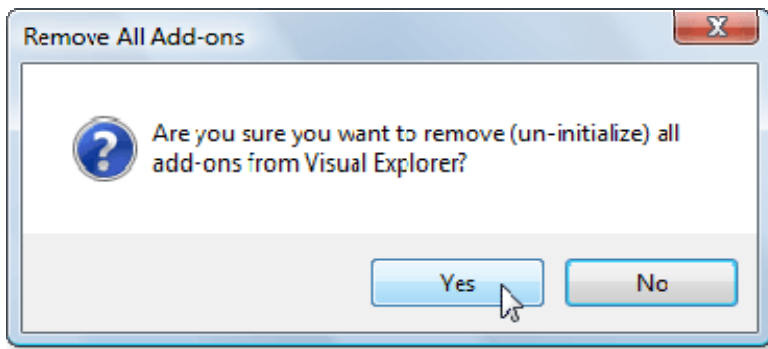 Remove All Add-ons
Are you sure you want to remove (un-initialize) all
add-ons from Visual Explorer?
Yes
No